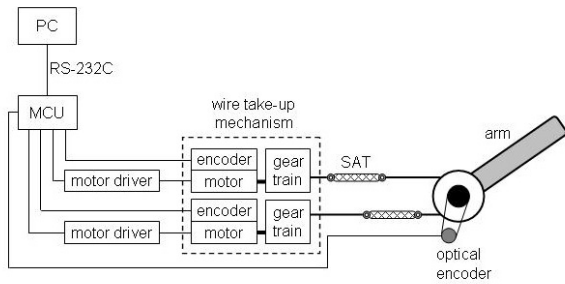 PC
RS-232C
MCU
wire take-up
mechanism
arm
encoder
gear
train
SAT
motor driver
motor
encoder
gear
train
motor driver
motor
optical
encoder